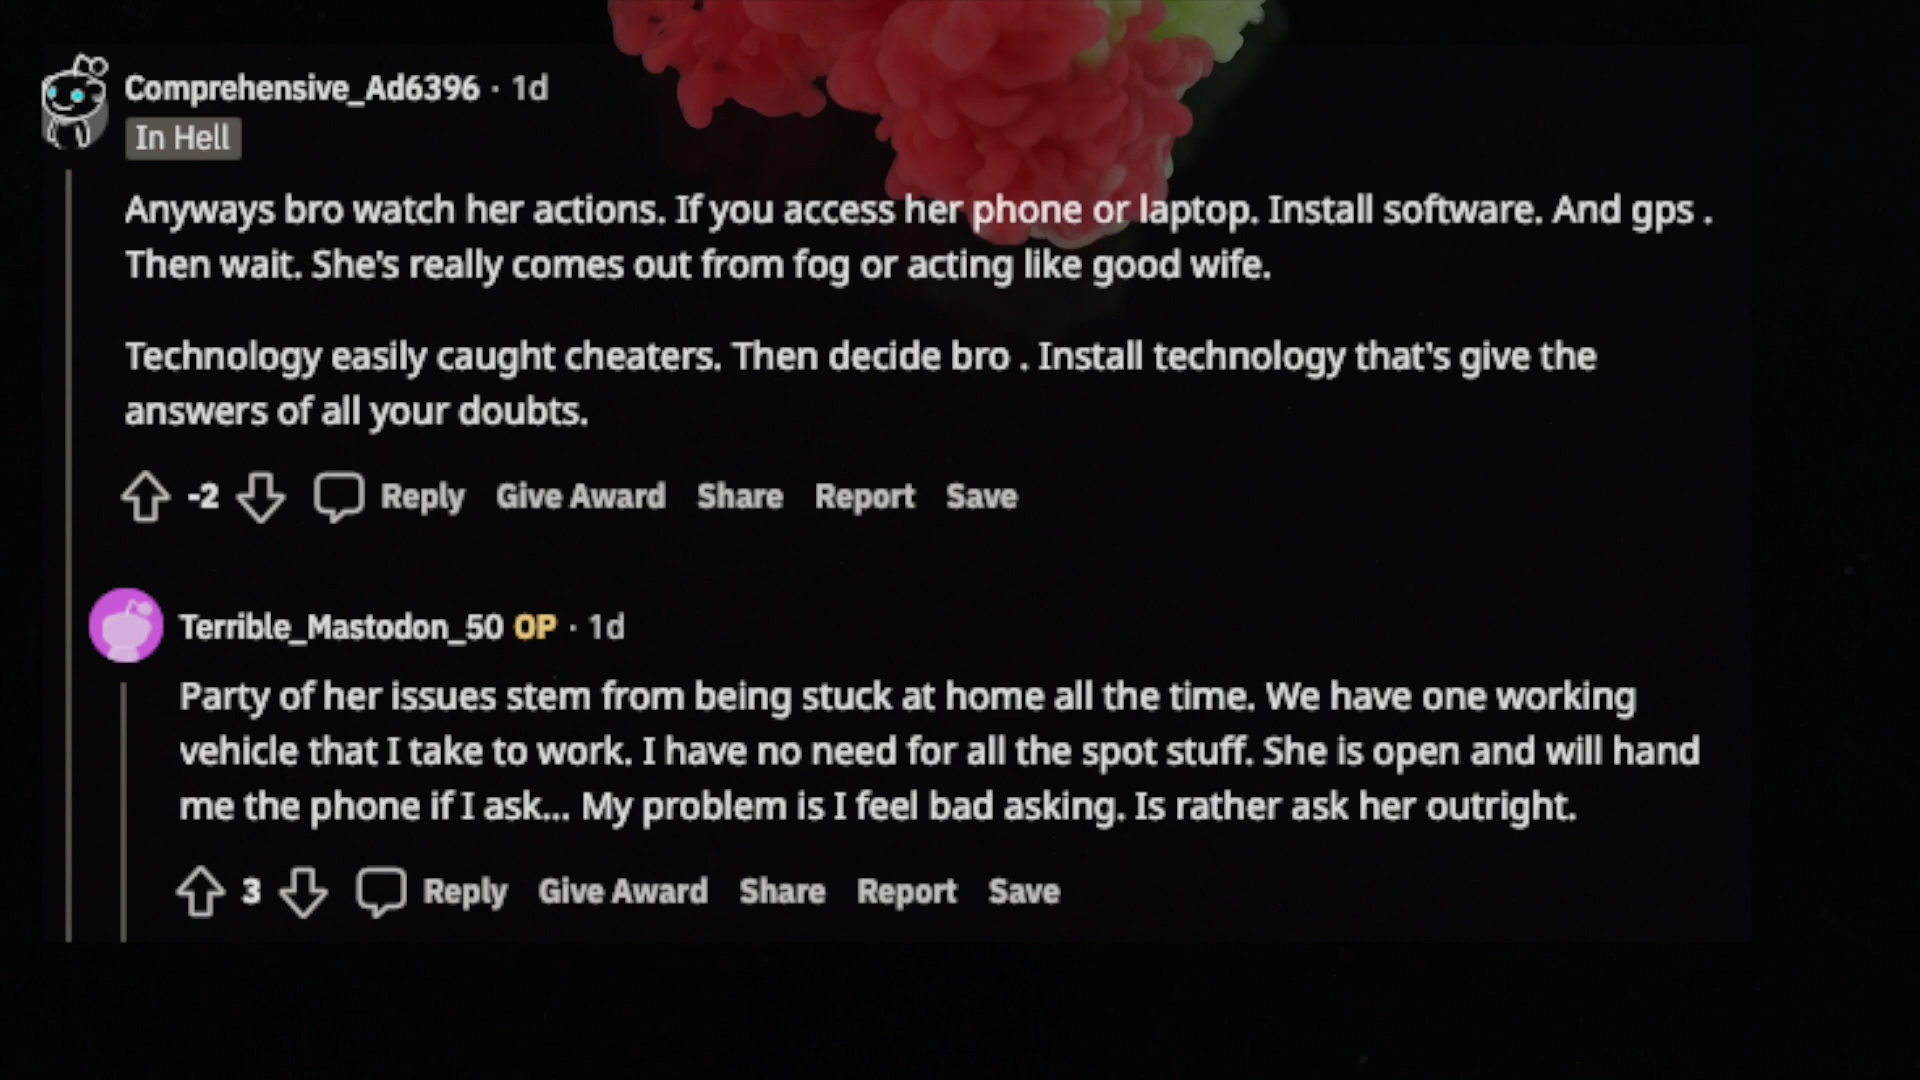 Comprehensive_Ad6396 · 1d
In Hell
Anyways bro watch her actions. If you access her phone or laptop. Install software. And gps .
Then wait. She's really comes out from fog or acting like good wife.
Technology easily caught cheaters. Then decide bro . Install technology that's give the
answers of all your doubts.
-2 Reply Give Award Share Report Save
Terrible_Mastodon_50 OP · 1d
Party of her issues stem from being stuck at home all the time. We have one working
vehicle that I take to work. I have no need for all the spot stuff. She is open and will hand
me the phone if I ask... My problem is I feel bad asking. Is rather ask her outright.
3 Reply Give Award Share Report Save